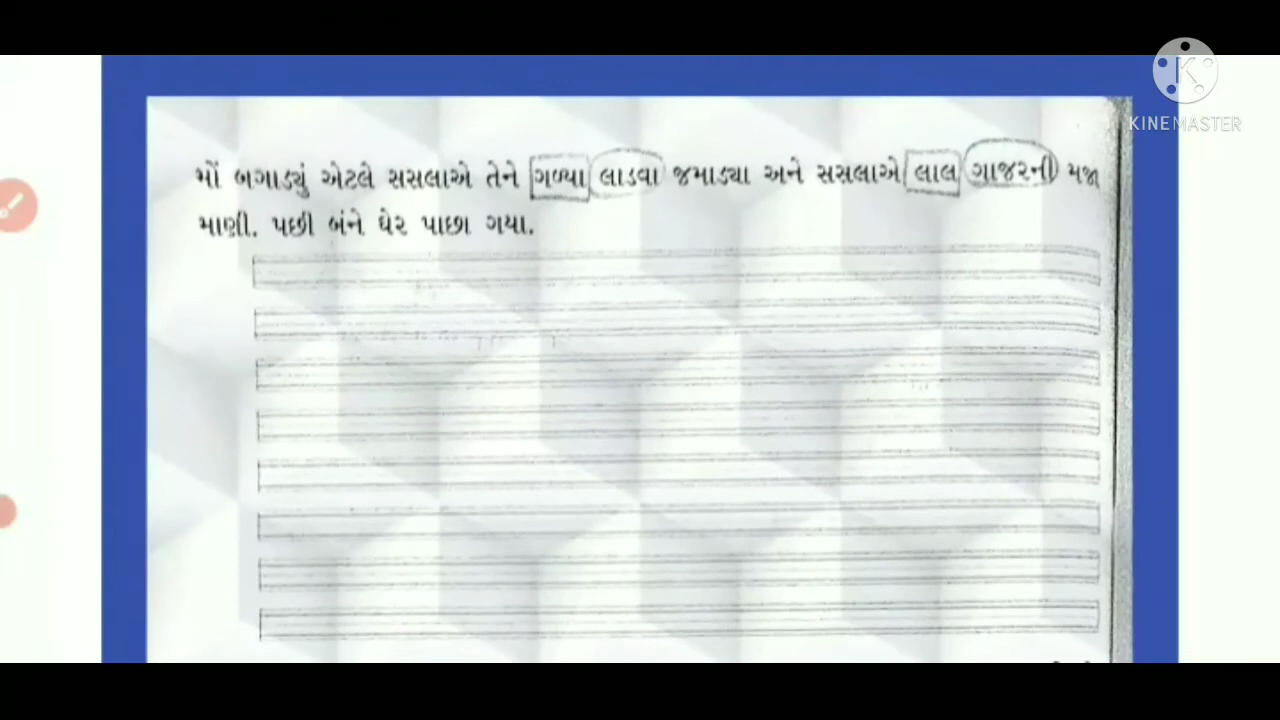 KINEMASTER
મોં બગાડ્યું એટલે સસલાએ તેને ગળ્યા લાડવા જમાડ્યા અને સસલાએ લાલ ગાજરની મજા
માણી. પછી બંને ઘેર પાછા ગયા.